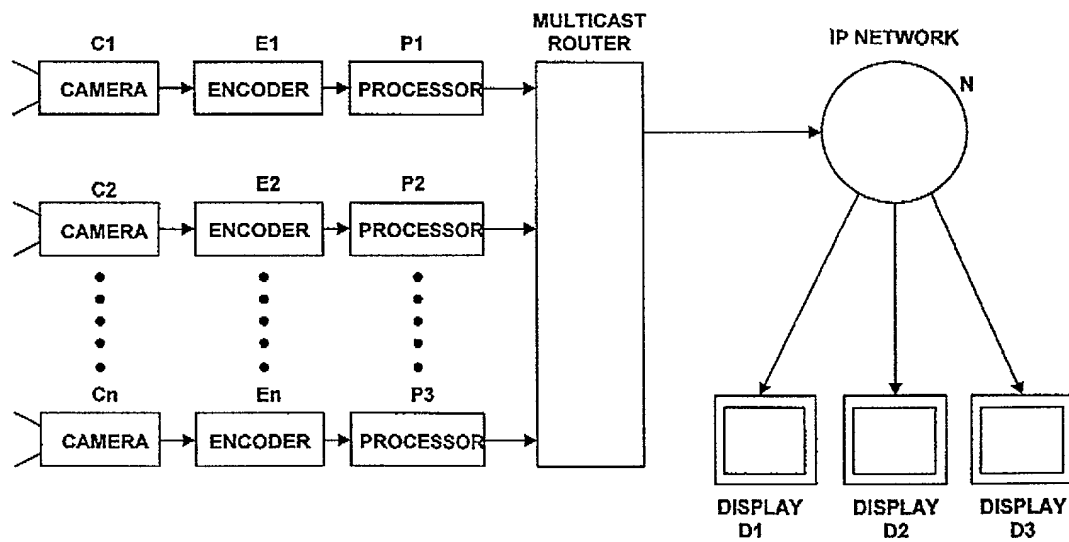 MULTICAST
ROUTER
IP NETWORK
N
C1 E1 P1
CAMERA ENCODER PROCESSOR
C2 E2 P2
CAMERA ENCODER PROCESSOR
Cn En P3
CAMERA ENCODER PROCESSOR
DISPLAY DISPLAY DISPLAY
D1 D2 D3